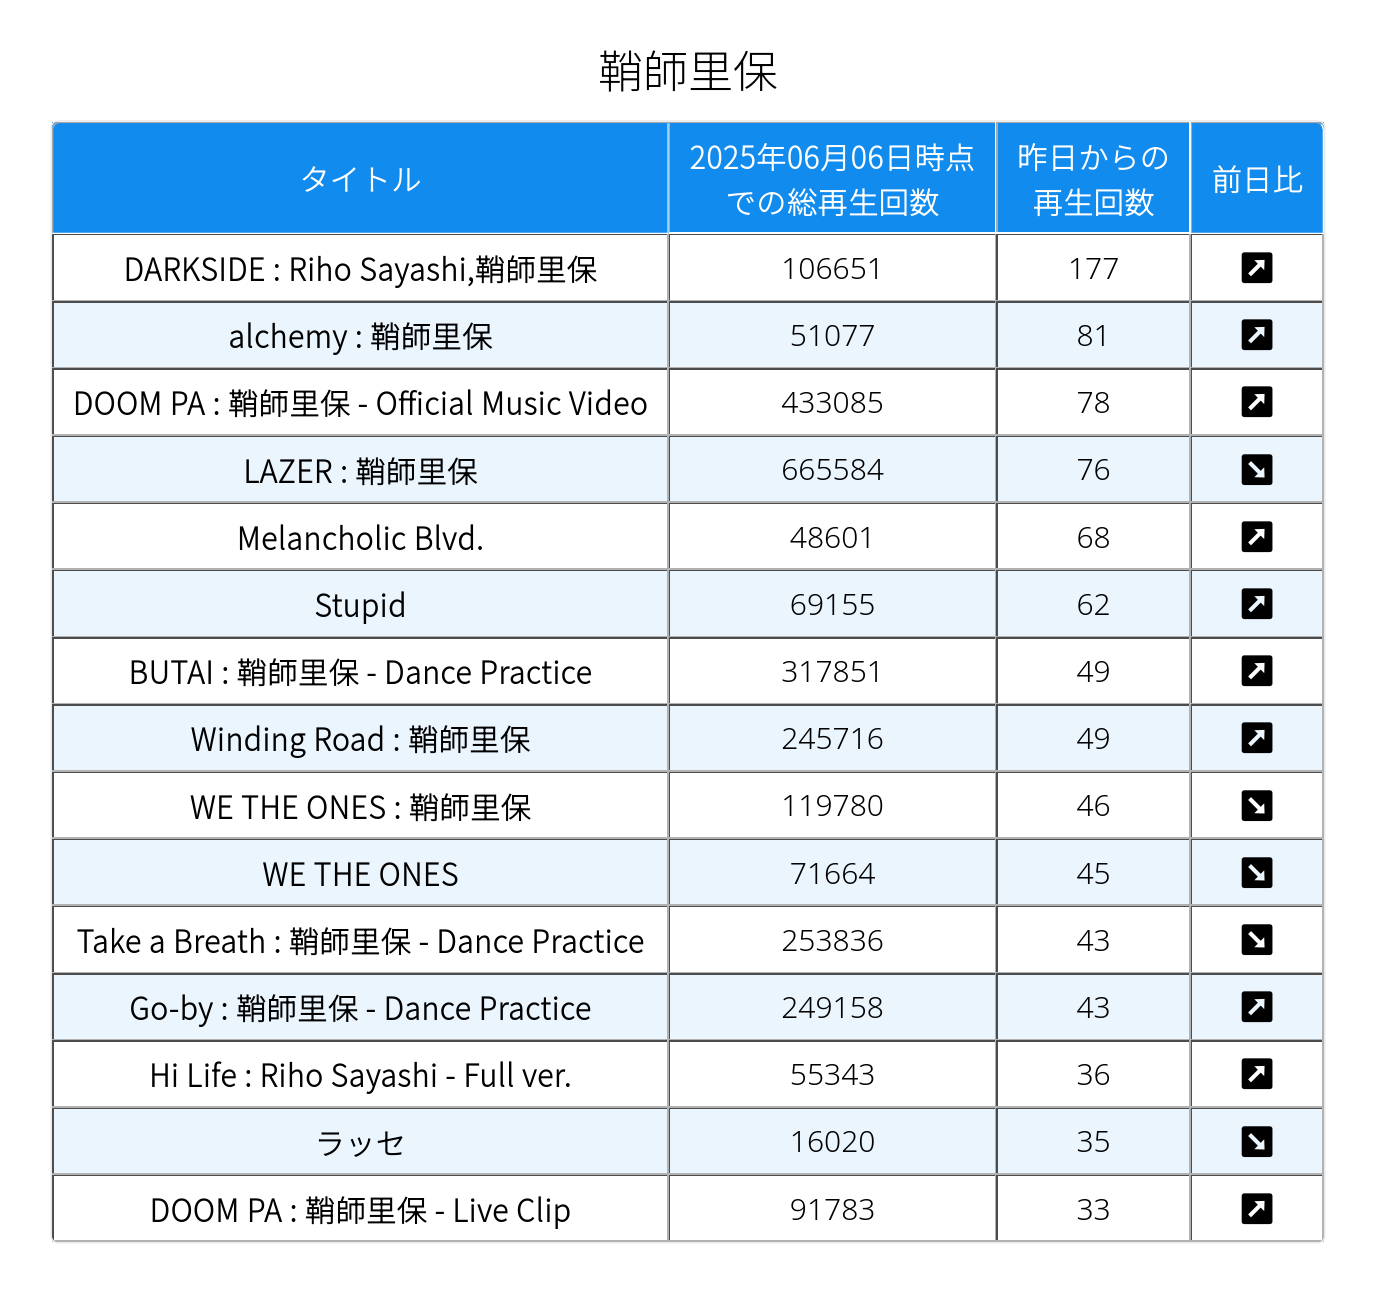 鞘師里保
タイトル 2025年06月06日時点での総再生回数 昨日からの再生回数 前日比
DARKSIDE : Riho Sayashi,鞘師里保 106651 177 ↗
alchemy : 鞘師里保 51077 81 ↗
DOOM PA : 鞘師里保 - Official Music Video 433085 78 ↗
LAZER : 鞘師里保 665584 76 ↘
Melancholic Blvd. 48601 68 ↗
Stupid 69155 62 ↗
BUTAI : 鞘師里保 - Dance Practice 317851 49 ↗
Winding Road : 鞘師里保 245716 49 ↗
WE THE ONES : 鞘師里保 119780 46 ↘
WE THE ONES 71664 45 ↘
Take a Breath : 鞘師里保 - Dance Practice 253836 43 ↘
Go-by : 鞘師里保 - Dance Practice 249158 43 ↗
Hi Life : Riho Sayashi - Full ver. 55343 36 ↗
ラッセ 16020 35 ↘
DOOM PA : 鞘師里保 - Live Clip 91783 33 ↗